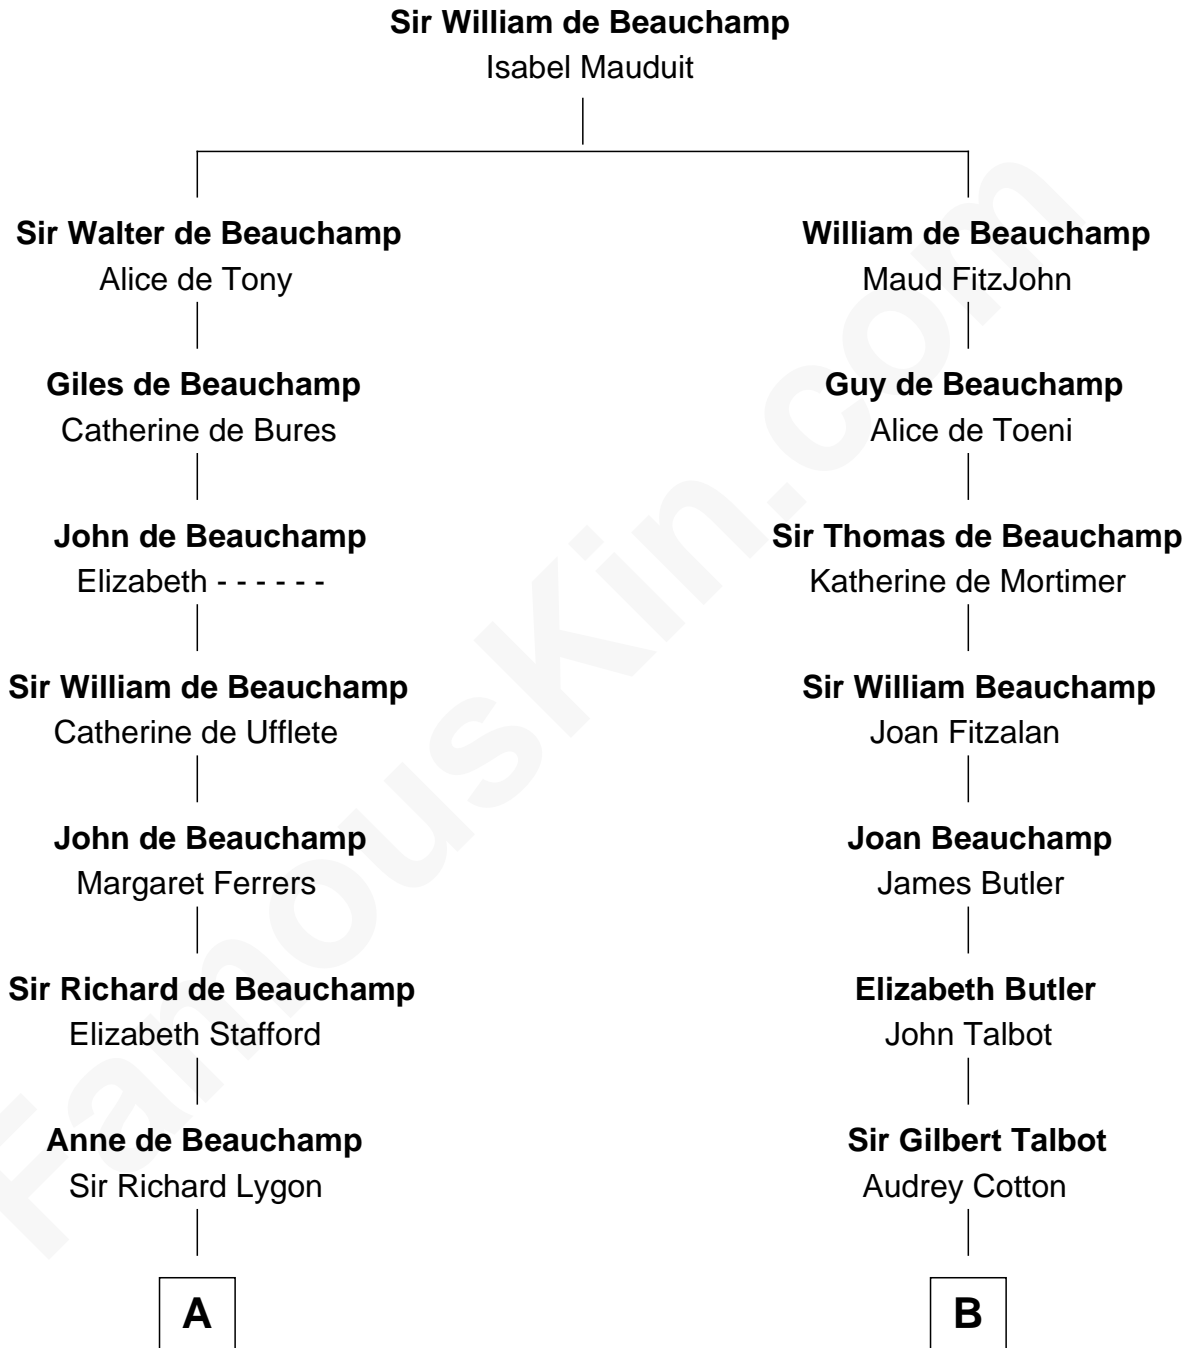 Sir William de Beauchamp
Isabel Mauduit
Sir Walter de Beauchamp
Alice de Tony
William de Beauchamp
Maud FitzJohn
Giles de Beauchamp
Catherine de Bures
Guy de Beauchamp
Alice de Toeni
John de Beauchamp
Elizabeth - - - - - -
Sir Thomas de Beauchamp
Katherine de Mortimer
Sir William de Beauchamp
Catherine de Ufflete
Sir William Beauchamp
Joan Fitzalan
John de Beauchamp
Margaret Ferrers
Joan Beauchamp
James Butler
Sir Richard de Beauchamp
Elizabeth Stafford
Elizabeth Butler
John Talbot
Anne de Beauchamp
Sir Richard Lygon
Sir Gilbert Talbot
Audrey Cotton
A
B
FamousKin.com